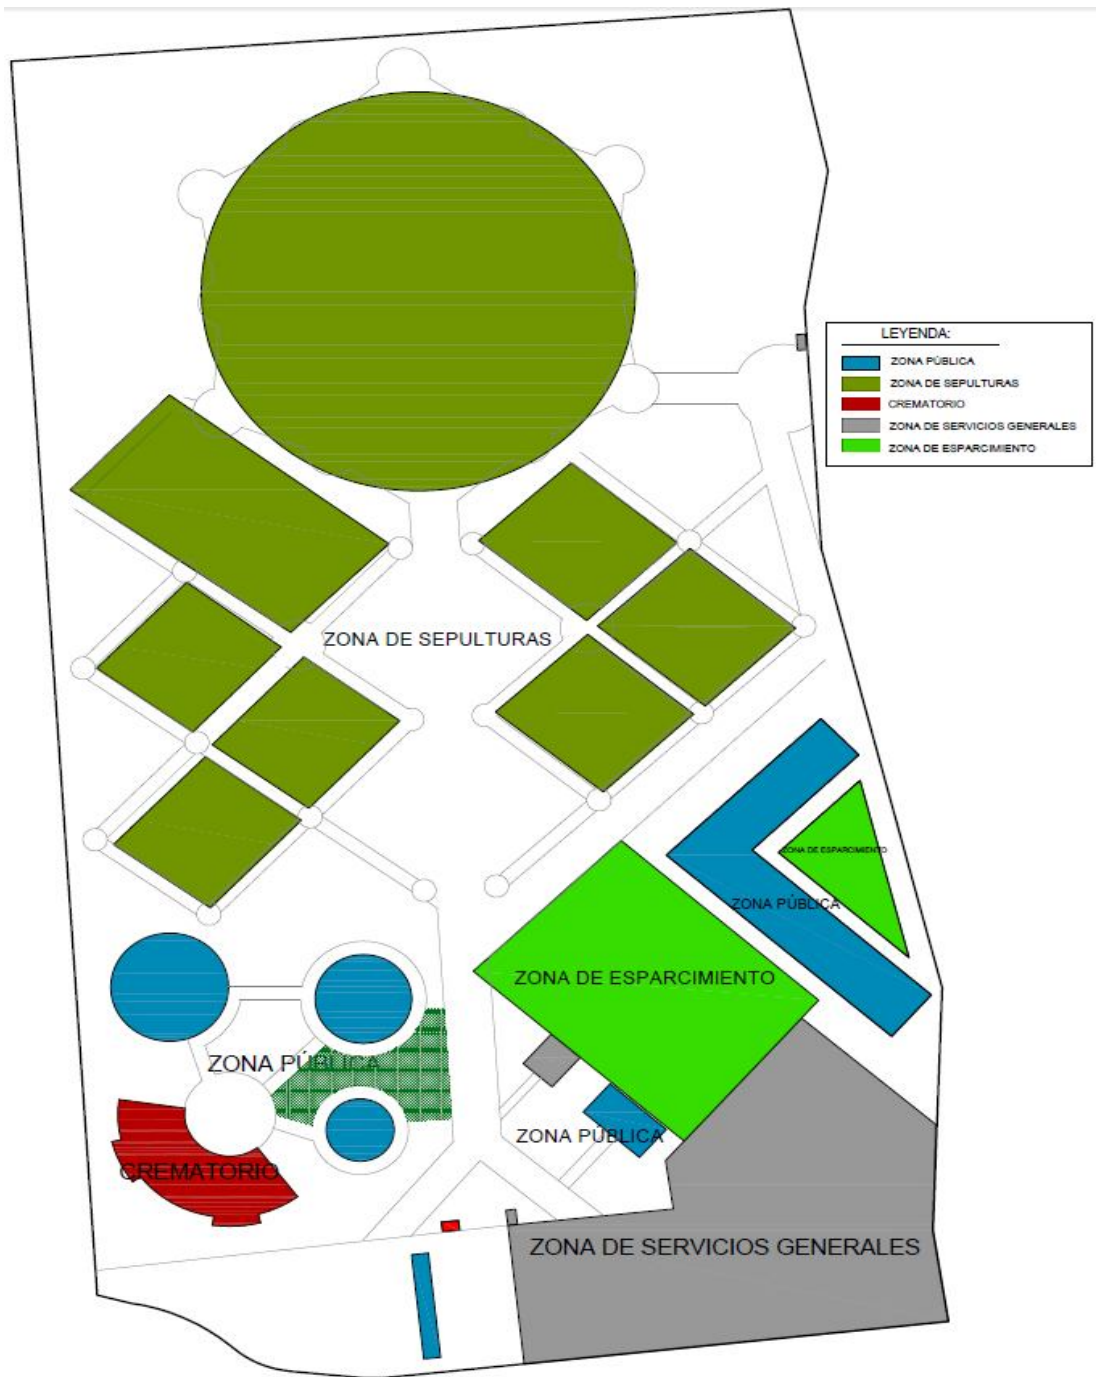 LEYENDA:
ZONA PÚBLICA
ZONA DE SEPULTURAS
CREMATORIO
ZONA DE SERVICIOS GENERALES
ZONA DE ESPARCIMIENTO
ZONA DE SEPULTURAS
ZONA DE ESPARCIMIENTO
ZONA PÚBLICA
ZONA DE ESPARCIMIENTO
ZONA PÚBLICA
ZONA PÚBLICA
CREMATORIO
ZONA DE SERVICIOS GENERALES